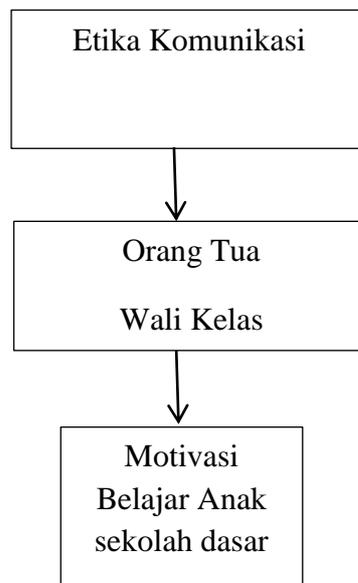 Etika Komunikasi
Orang Tua
Wali Kelas
Motivasi
Belajar Anak
sekolah dasar